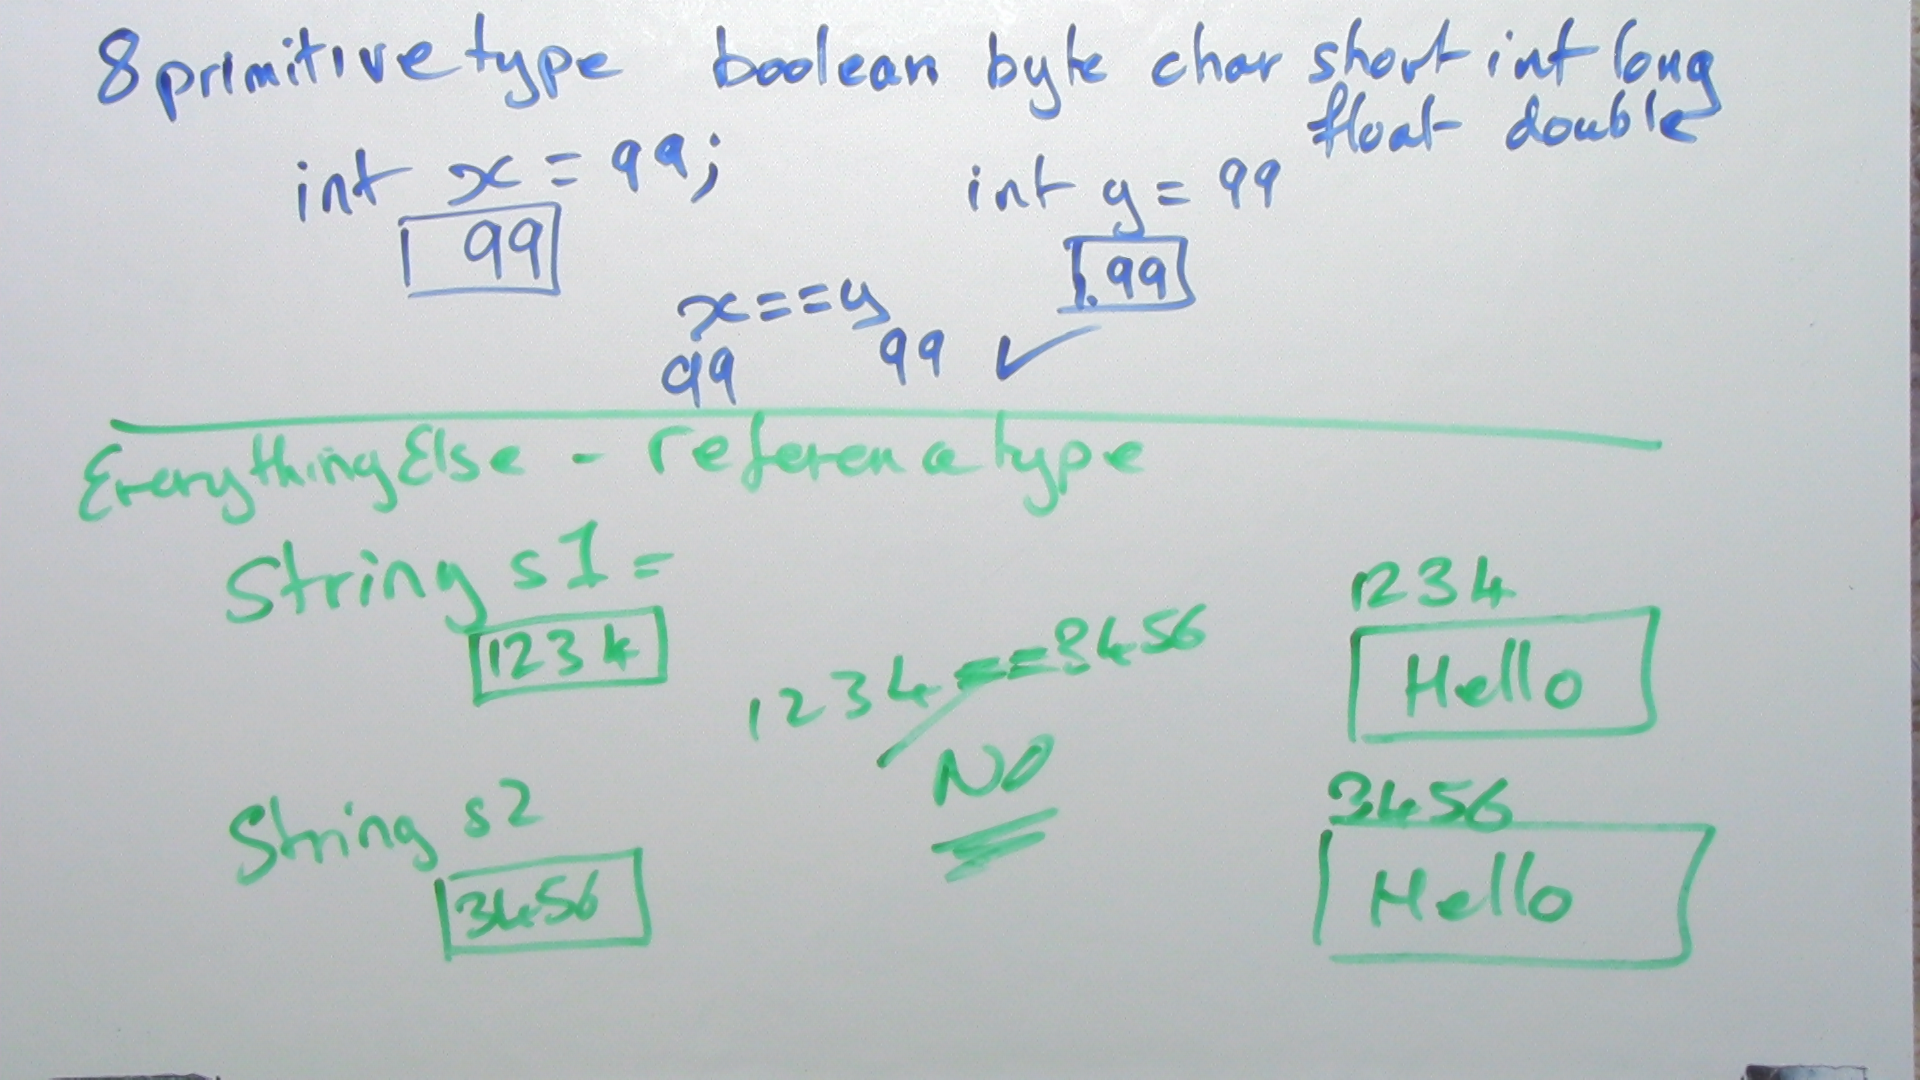 8 primitive type boolean byte char short int long
float double
int x = 99;
int y = 99
99
99
x==y
99 99 ✓
Everything Else - reference type
String s1 =
1234
1234
Hello
1234 == 3456
NO
String s2
3456
3456
Hello